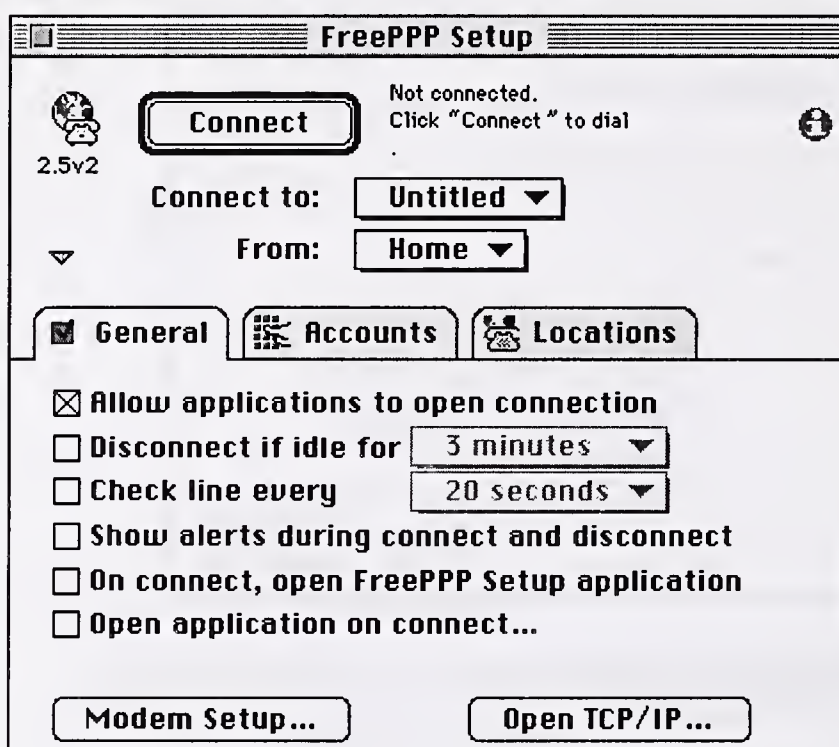 FreePPP Setup
Connect
Not connected.
Click "Connect" to dial
.
2.5v2
Connect to: Untitled
From: Home
General Accounts Locations
Allow applications to open connection
Disconnect if idle for 3 minutes
Check line every 20 seconds
Show alerts during connect and disconnect
On connect, open FreePPP Setup application
Open application on connect...
Modem Setup... Open TCP/IP...